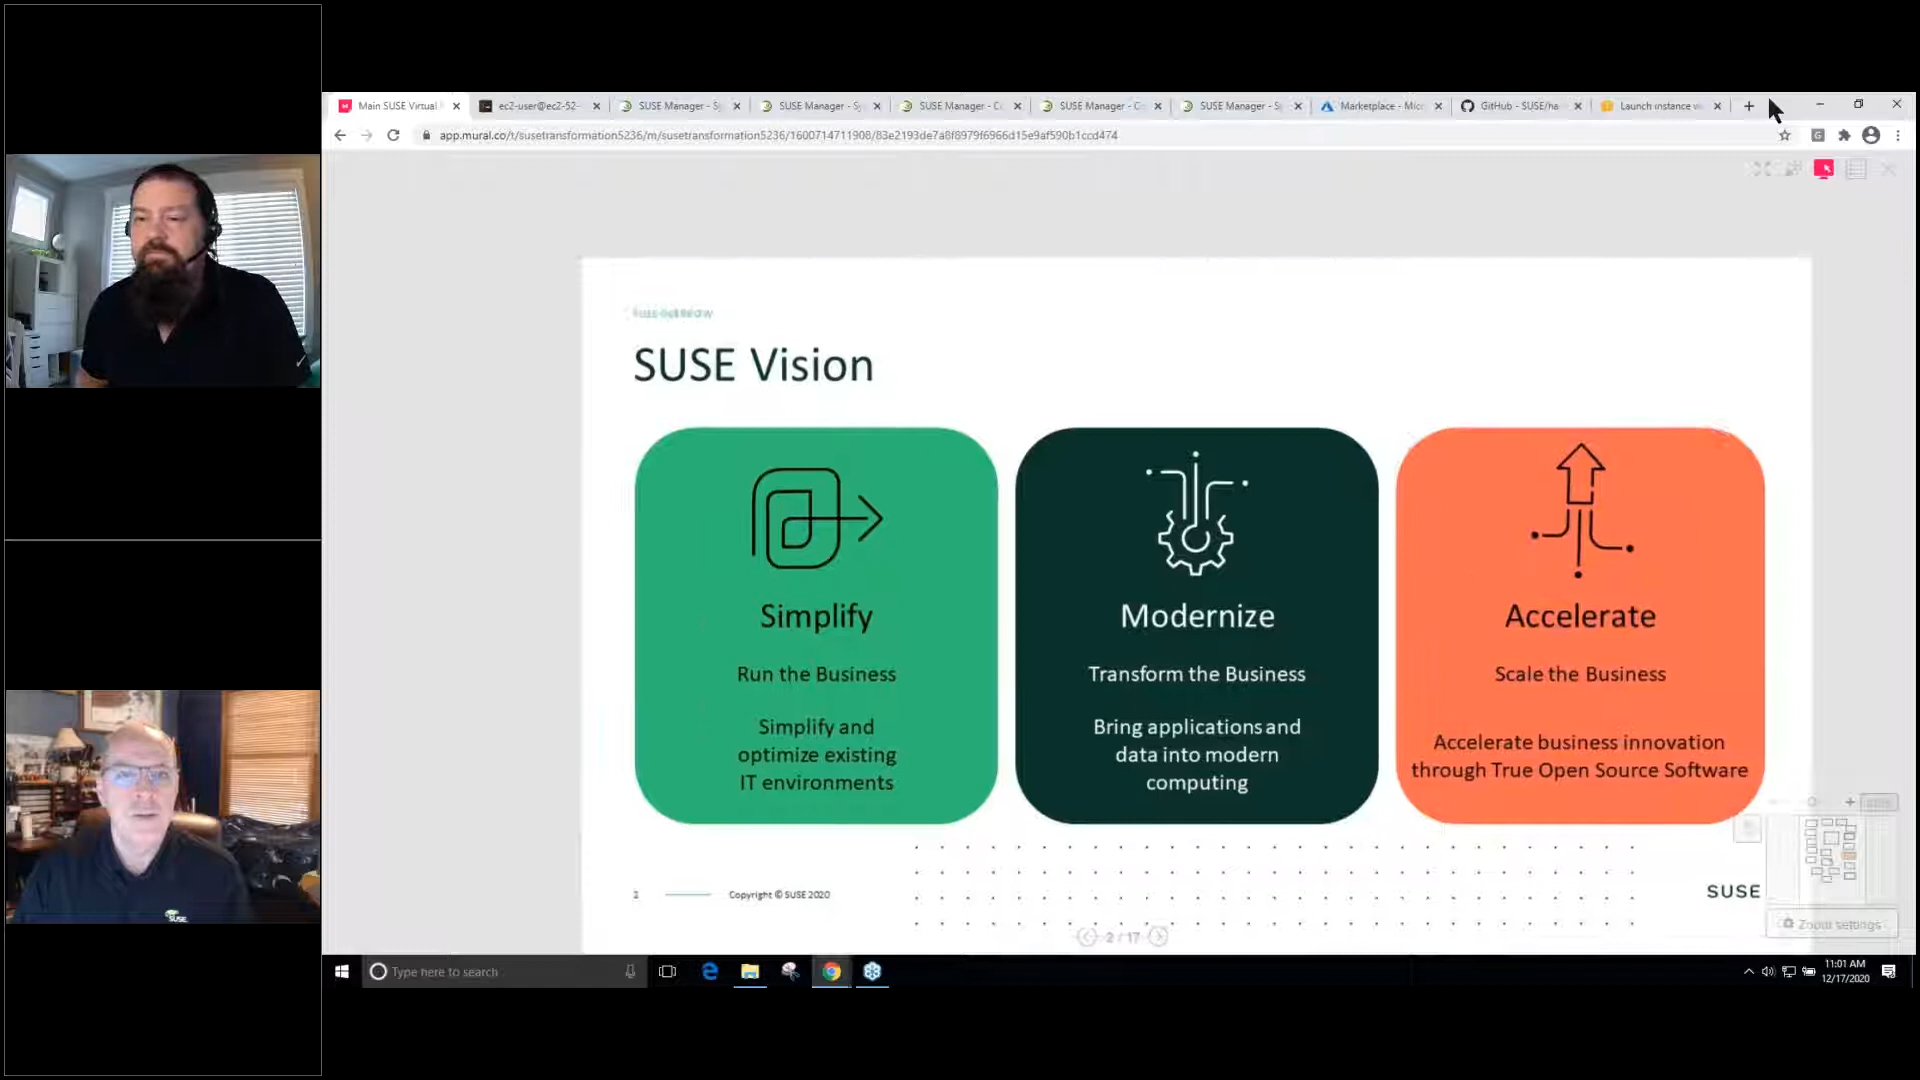 Main SUSE Virtual
ec2-user@ec2-52-
SUSE Manager - S
SUSE Manager - S
SUSE Manager - C
SUSE Manager - C
SUSE Manager - S
Marketplace - Micr
GitHub - SUSE/ha
Launch instance w
app.mural.co/t/susetransformation5236/m/susetransformation5236/1600714711908/83e2193de7a8f8979f6966d15e9af590b1ccd474
SUSE Vision
Simplify
Run the Business
Simplify and
optimize existing
IT environments
Modernize
Transform the Business
Bring applications and
data into modern
computing
Accelerate
Scale the Business
Accelerate business innovation
through True Open Source Software
2
Copyright © SUSE 2020
SUSE
2 / 17
Zoom settings
Type here to search
11:01 AM
12/17/2020
SUSE